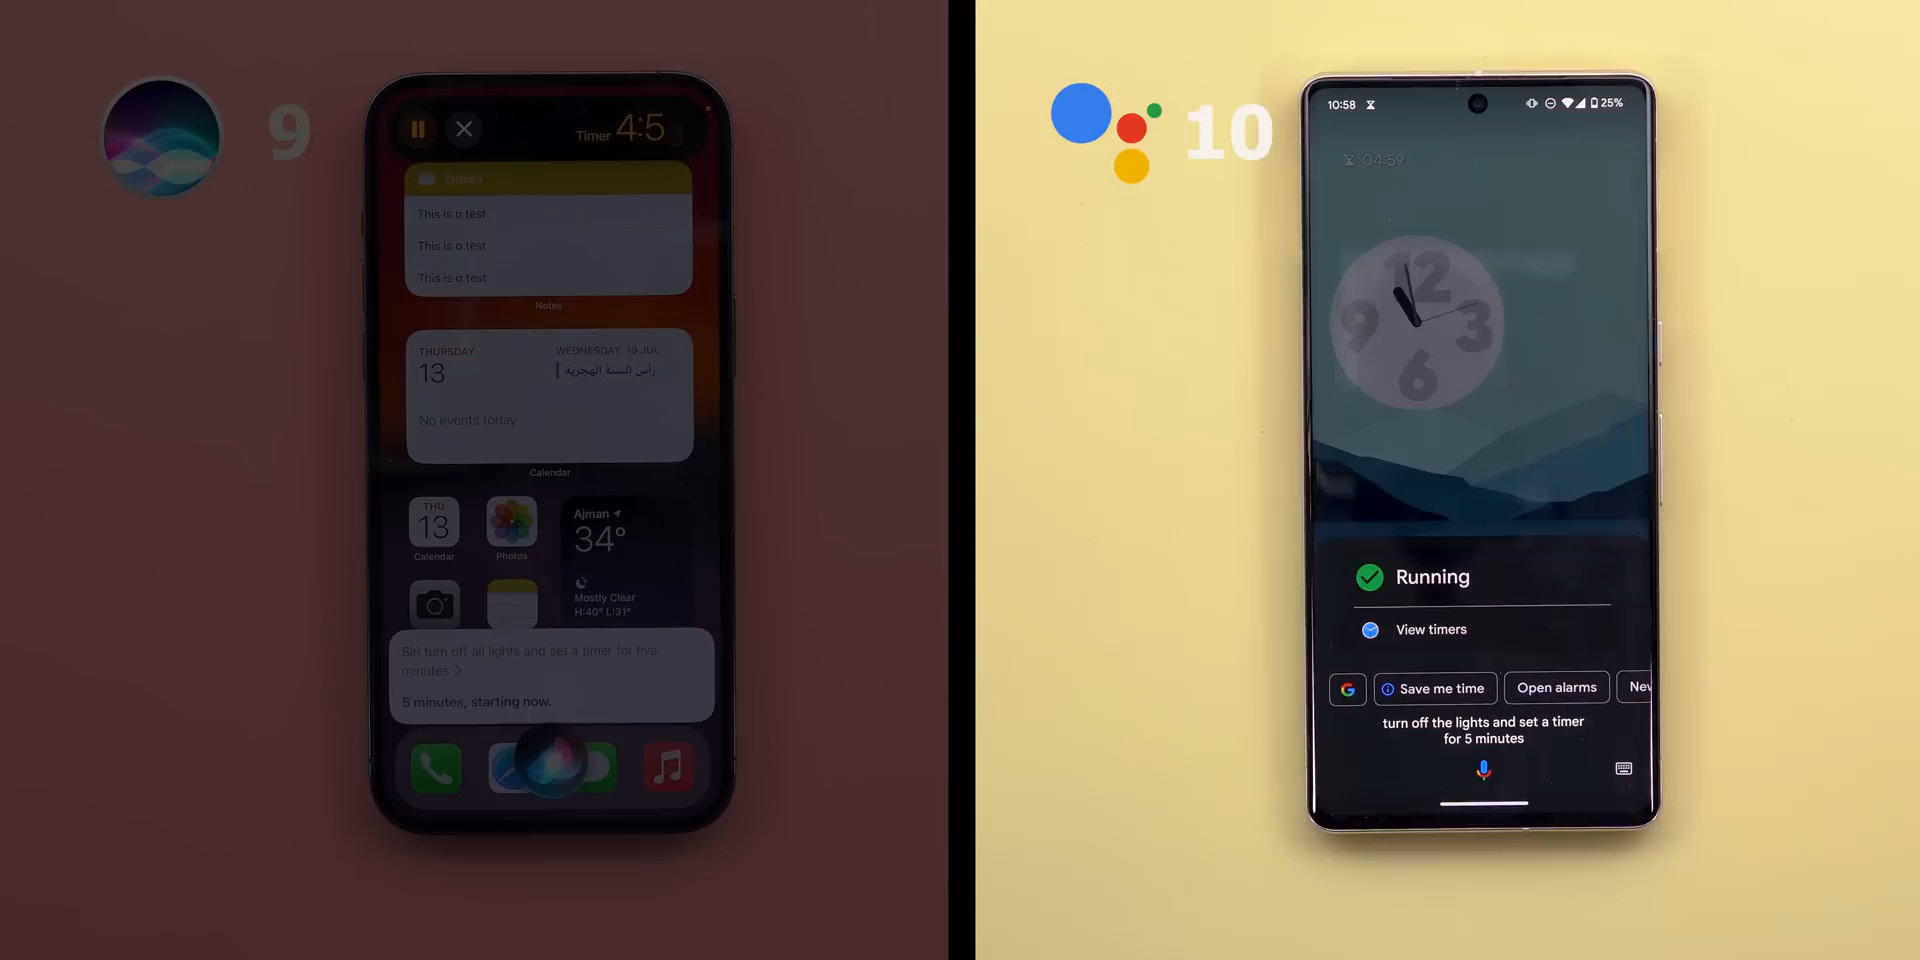 9
Timer 4:53
Notes
This is a test
This is a test
This is a test
Notes
THURSDAY
13
No events today
WEDNESDAY, 19 JUL
رأس السنة الهجرية
Calendar
THU
13
Calendar
Photos
Ajman
34°
Mostly Clear
H:40° L:31°
Siri turn off all lights and set a timer for five
minutes >
5 minutes, starting now.
10
10:58
25%
04:59
12
9
3
6
Running
View timers
G
Save me time
Open alarms
turn off the lights and set a timer
for 5 minutes